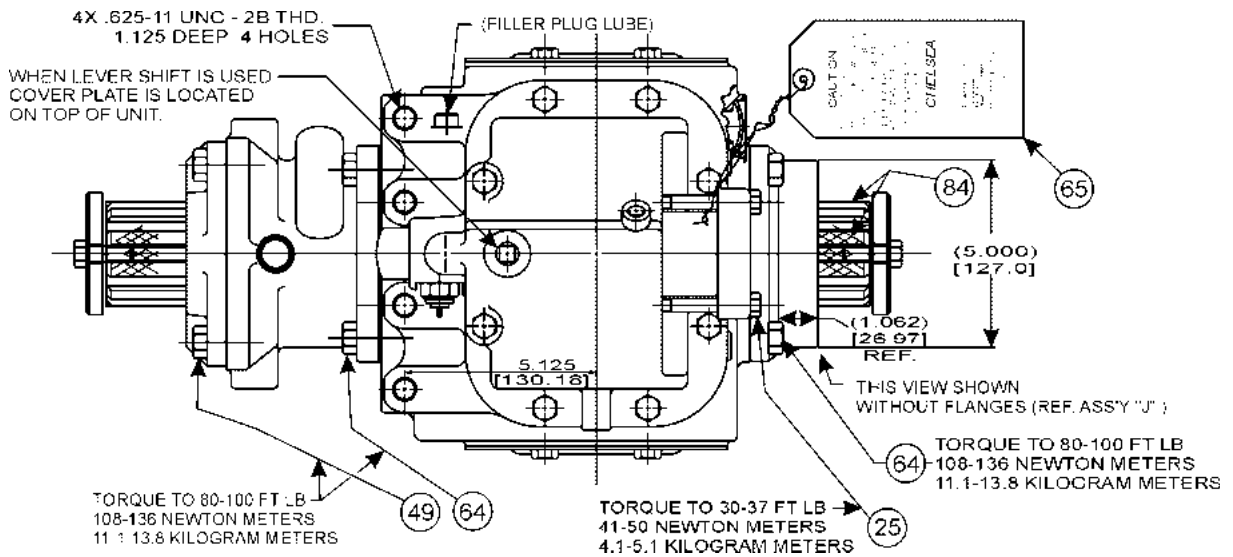 4X .625-11 UNC - 2B THD.
1.125 DEEP 4 HOLES
(FILLER PLUG LUBE)
WHEN LEVER SHIFT IS USED
COVER PLATE IS LOCATED
ON TOP OF UNIT.
CAUTION
CHELSEA
65
84
(5.000)
[127.0]
(1.062)
[26.97]
REF.
5.125
[130.18]
THIS VIEW SHOWN
WITHOUT FLANGES (REF. ASS'Y "J" )
64
TORQUE TO 80-100 FT LB
108-136 NEWTON METERS
11.1-13.8 KILOGRAM METERS
TORQUE TO 80-100 FT LB
108-136 NEWTON METERS
11.1-13.8 KILOGRAM METERS
49
64
TORQUE TO 30-37 FT LB
41-50 NEWTON METERS
4.1-5.1 KILOGRAM METERS
25